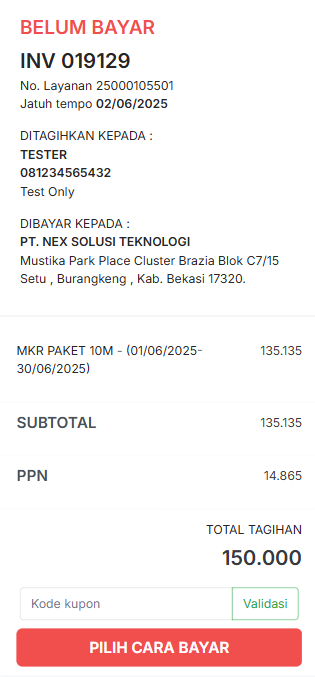 BELUM BAYAR
INV 019129
No. Layanan 25000105501
Jatuh tempo 02/06/2025
DITAGIHKAN KEPADA :
TESTER
081234565432
Test Only
DIBAYAR KEPADA :
PT. NEX SOLUSI TEKNOLOGI
Mustika Park Place Cluster Brazia Blok C7/15
Setu , Burangkeng , Kab. Bekasi 17320.
MKR PAKET 10M - (01/06/2025- 135.135
30/06/2025)
SUBTOTAL 135.135
PPN 14.865
TOTAL TAGIHAN
150.000
Kode kupon Validasi
PILIH CARA BAYAR